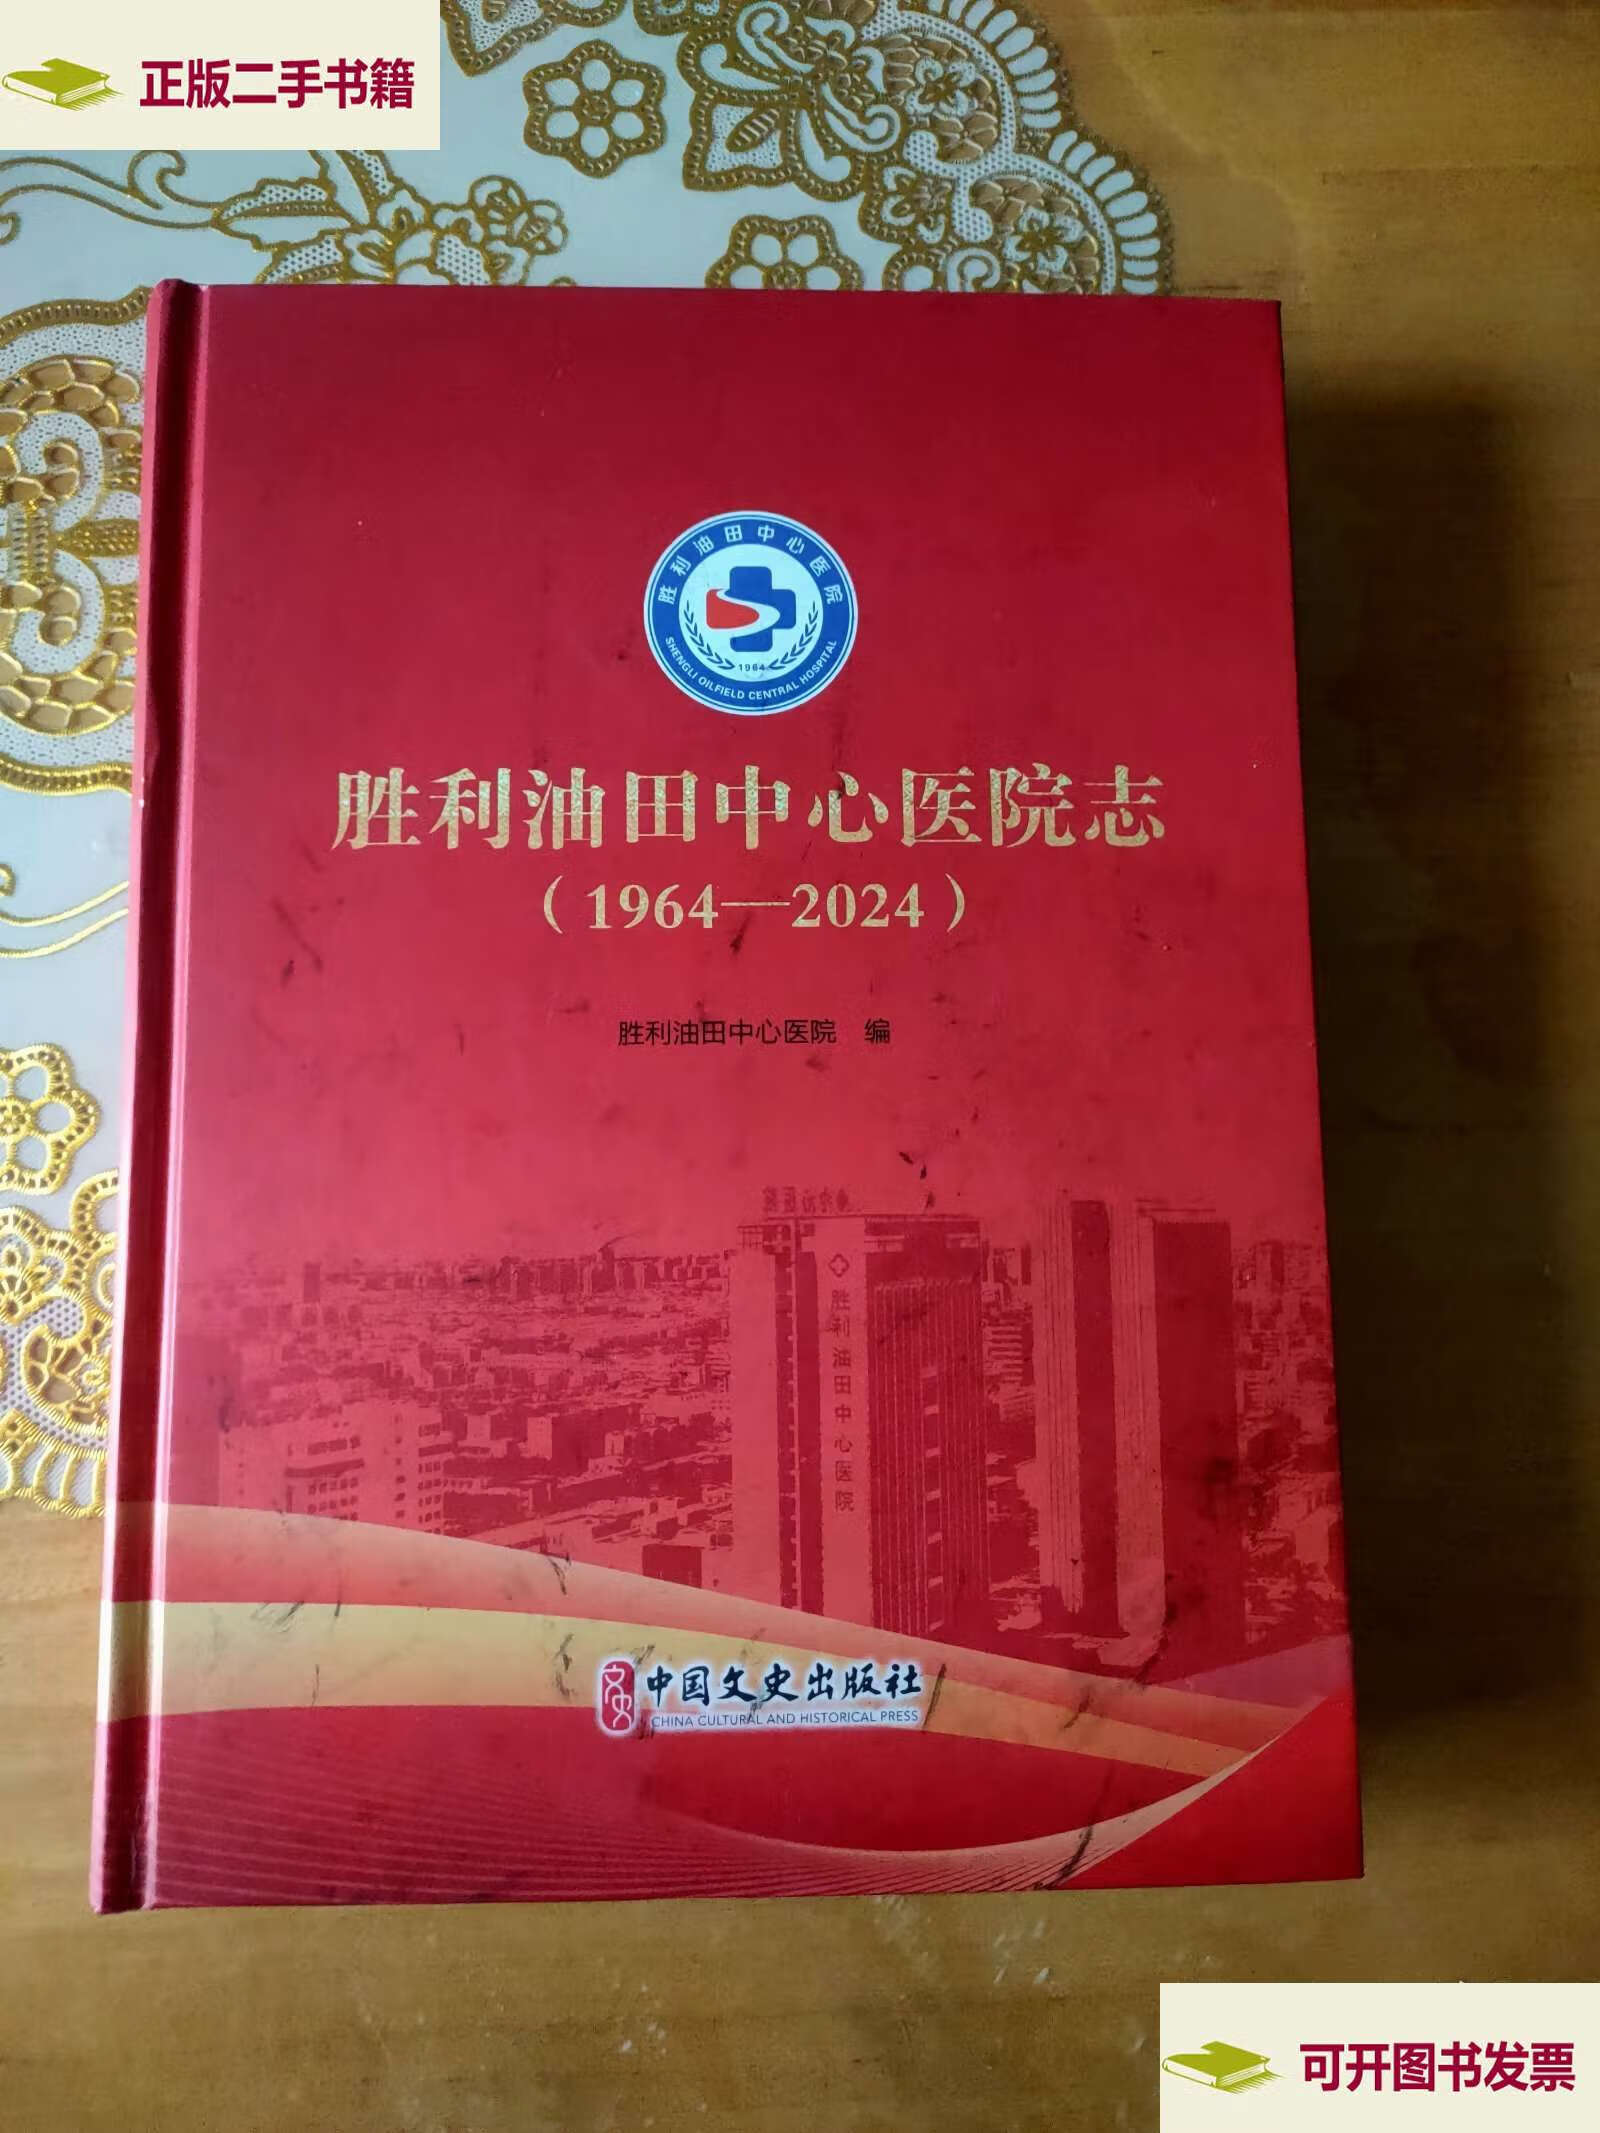 正版二手书籍
胜利油田中心医院
1964
SHENGLI OILFIELD CENTRAL HOSPITAL
胜利油田中心医院志
（1964—2024）
胜利油田中心医院 编
胜利油田中心医院
文史
中国文史出版社
CHINA CULTURAL AND HISTORICAL PRESS
可开图书发票